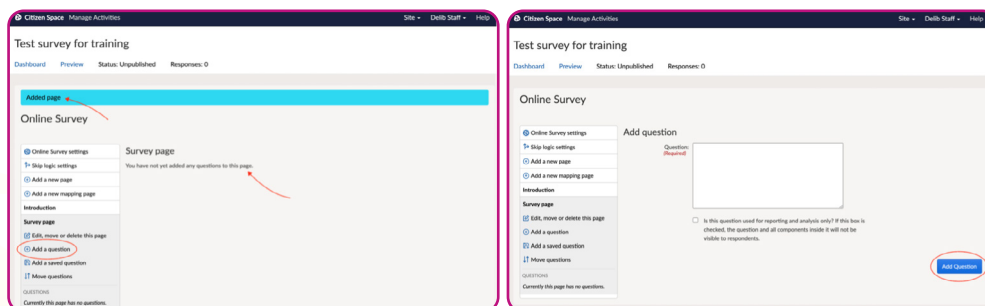 Citizen Space Manage Activities Site Delib Staff Help
Test survey for training
Dashboard Preview Status: Unpublished Responses: 0
Added page
Online Survey
Online Survey settings
Skip logic settings
Add a new page
Add a new mapping page
Introduction
Survey page
Edit, move or delete this page
Add a question
Add a saved question
Move questions
QUESTIONS
Currently this page has no questions.
Survey page
You have not yet added any questions to this page.
Citizen Space Manage Activities Site Delib Staff Help
Test survey for training
Dashboard Preview Status: Unpublished Responses: 0
Online Survey
Online Survey settings
Skip logic settings
Add a new page
Add a new mapping page
Introduction
Survey page
Edit, move or delete this page
Add a question
Add a saved question
Move questions
QUESTIONS
Currently this page has no questions.
Add question
Question:
(Required)
Is this question used for reporting and analysis only? If this box is
checked, the question and all components inside it will not be
visible to respondents.
Add Question